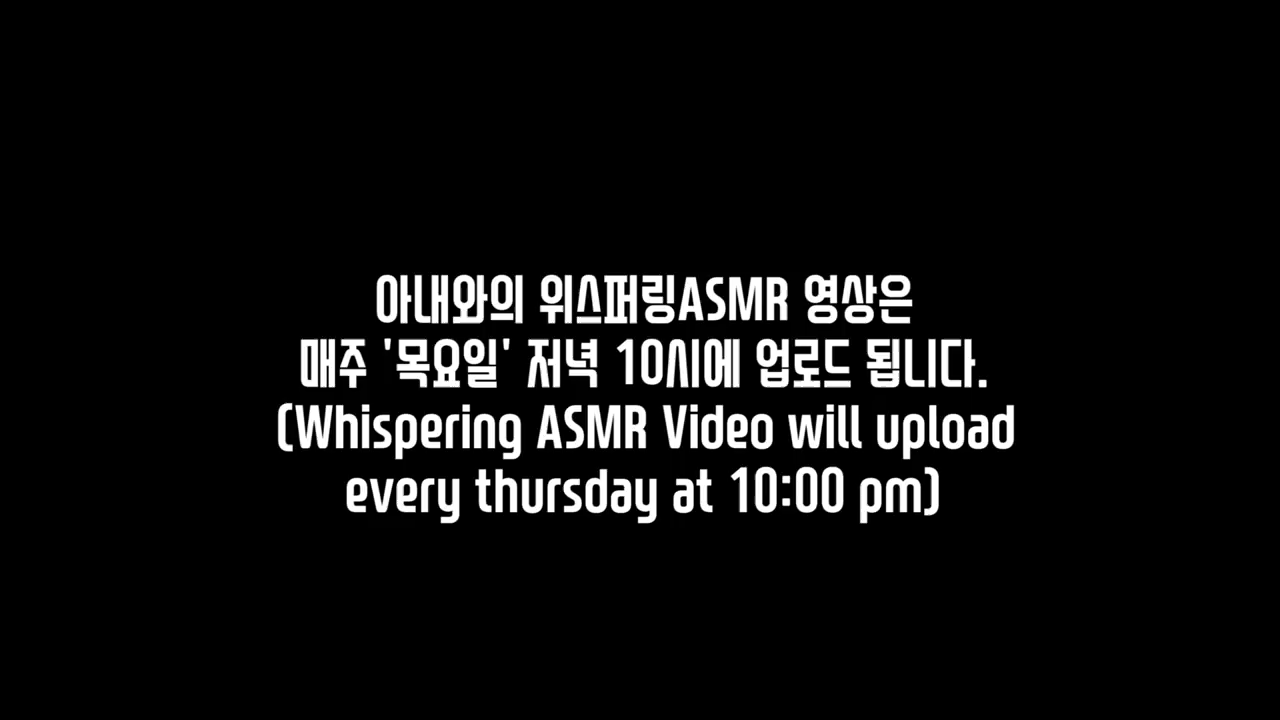 아내와의 위스퍼링ASMR 영상은
매주 '목요일' 저녁 10시에 업로드 됩니다.
(Whispering ASMR Video will upload
every thursday at 10:00 pm)